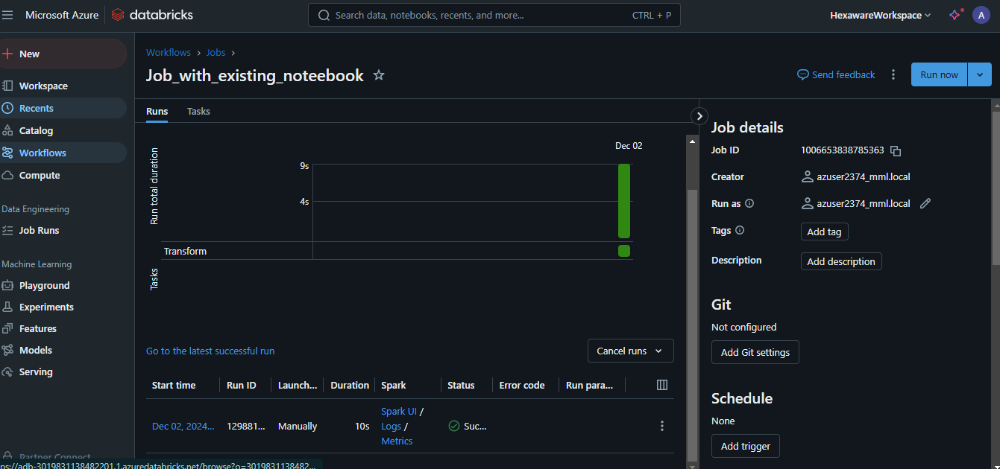 Microsoft Azure
databricks
Search data, notebooks, recents, and more...
CTRL + P
HexawareWorkspace
A
New
Workspace
Recents
Catalog
Workflows
Compute
Data Engineering
Job Runs
Machine Learning
Playground
Experiments
Features
Models
Serving
Partner Connect
Workflows > Jobs >
Job_with_existing_noteebook
Send feedback
Run now
Runs
Tasks
Dec 02
Run total duration
9s
4s
Transform
Tasks
Go to the latest successful run
Cancel runs
Start time
Run ID
Launch...
Duration
Spark
Status
Error code
Run para...
Dec 02, 2024...
129881...
Manually
10s
Spark UI /
Logs /
Metrics
Suc...
Job details
Job ID
1006653838785363
Creator
azuser2374_mml.local
Run as
azuser2374_mml.local
Tags
Add tag
Description
Add description
Git
Not configured
Add Git settings
Schedule
None
Add trigger
ps://adb-3019831138482201.1.azuredatabricks.net/browse?o=3019831138482...